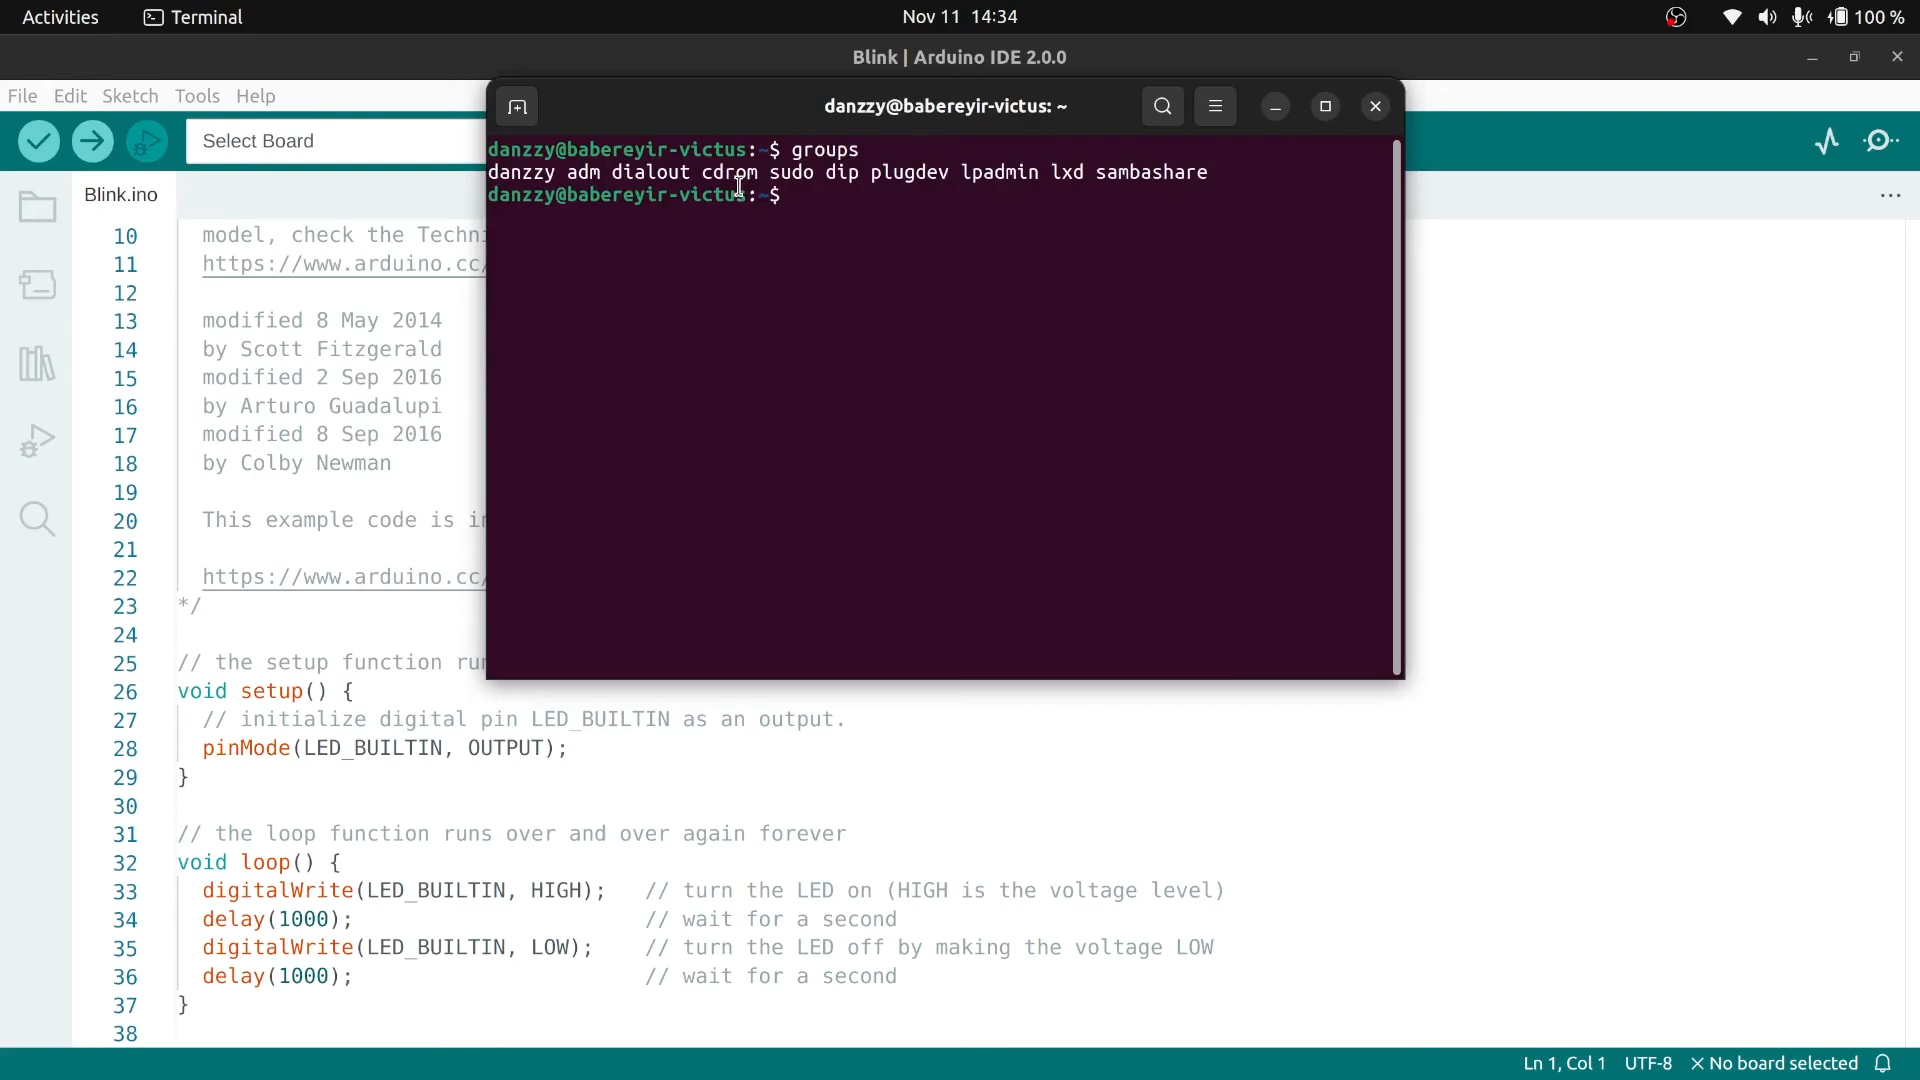 Activities Terminal Nov 11 14:34 100 %
Blink | Arduino IDE 2.0.0
File Edit Sketch Tools Help
danzzy@babereyir-victus: ~
Select Board
danzzy@babereyir-victus:~$ groups
danzzy adm dialout cdrom sudo dip plugdev lpadmin lxd sambashare
danzzy@babereyir-victus:~$
Blink.ino
10 model, check the Techni
11 https://www.arduino.cc/
12
13 modified 8 May 2014
14 by Scott Fitzgerald
15 modified 2 Sep 2016
16 by Arturo Guadalupi
17 modified 8 Sep 2016
18 by Colby Newman
19
20 This example code is in
21
22 https://www.arduino.cc/
23 */
24
25 // the setup function run
26 void setup() {
27 // initialize digital pin LED_BUILTIN as an output.
28 pinMode(LED_BUILTIN, OUTPUT);
29 }
30
31 // the loop function runs over and over again forever
32 void loop() {
33 digitalWrite(LED_BUILTIN, HIGH); // turn the LED on (HIGH is the voltage level)
34 delay(1000); // wait for a second
35 digitalWrite(LED_BUILTIN, LOW); // turn the LED off by making the voltage LOW
36 delay(1000); // wait for a second
37 }
38
Ln 1, Col 1 UTF-8 No board selected